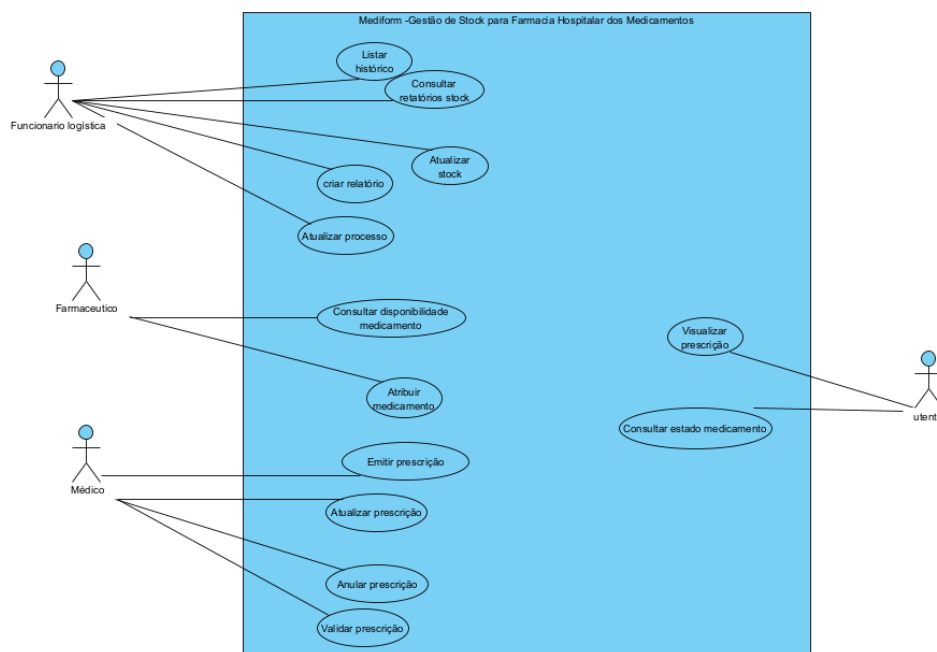 Mediform -Gestão de Stock para Farmacia Hospitalar dos Medicamentos
Listar
histórico
Consultar
relatórios stock
Funcionario logística
Atualizar
stock
criar relatório
Atualizar processo
Farmaceutico
Consultar disponibilidade
medicamento
Visualizar
prescrição
Atribuir
medicamento
utent
Consultar estado medicamento
Médico
Emitir prescrição
Atualizar prescrição
Anular prescrição
Validar prescrição